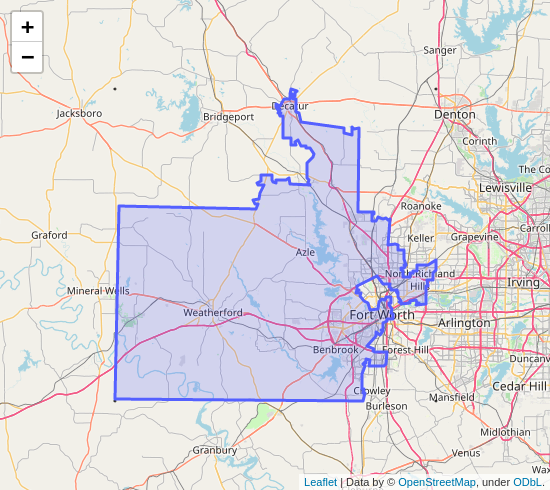 +
−
Sanger
Decatur
Jacksboro
Bridgeport
Denton
Corinth
The Co
Lewisville
Roanoke
Carroll
Graford
Keller
Grapevine
Azle
North Richland
Hills
Irving
Mineral Wells
Weatherford
Fort Worth
Arlington
Benbrook
Forest Hill
Duncanv
Cedar Hill
Crowley
Mansfield
Burleson
Midlothian
Granbury
Venus
Wax
Leaflet | Data by © OpenStreetMap, under ODbL.